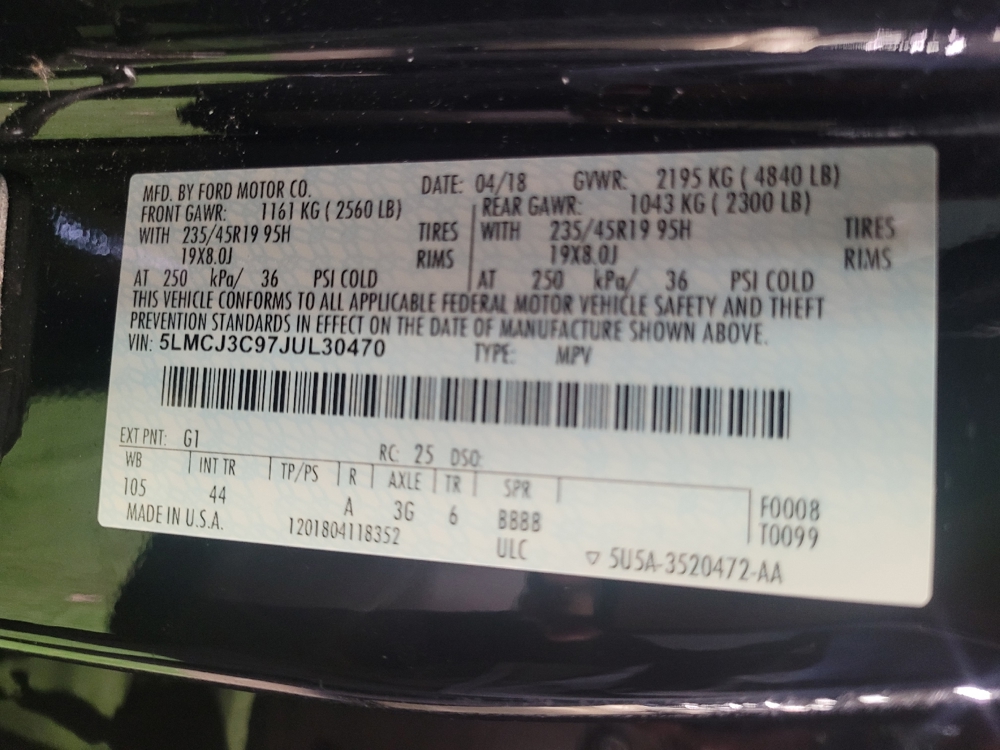 MFD. BY FORD MOTOR CO. DATE: 04/18 GVWR: 2195 KG ( 4840 LB)
FRONT GAWR: 1161 KG ( 2560 LB) REAR GAWR: 1043 KG ( 2300 LB)
WITH 235/45R19 95H TIRES WITH 235/45R19 95H TIRES
19X8.0J RIMS 19X8.0J RIMS
AT 250 kPa/ 36 PSI COLD AT 250 kPa/ 36 PSI COLD
THIS VEHICLE CONFORMS TO ALL APPLICABLE FEDERAL MOTOR VEHICLE SAFETY AND THEFT
PREVENTION STANDARDS IN EFFECT ON THE DATE OF MANUFACTURE SHOWN ABOVE.
VIN: 5LMCJ3C97JUL30470 TYPE: MPV
EXT PNT: G1 RC: 25 DSO:
WB INT TR TP/PS R AXLE TR SPR
105 44 A 3G 6 BBBB F0008
MADE IN U.S.A. 1201804118352 ULC T0099
▽ 5U5A-3520472-AA